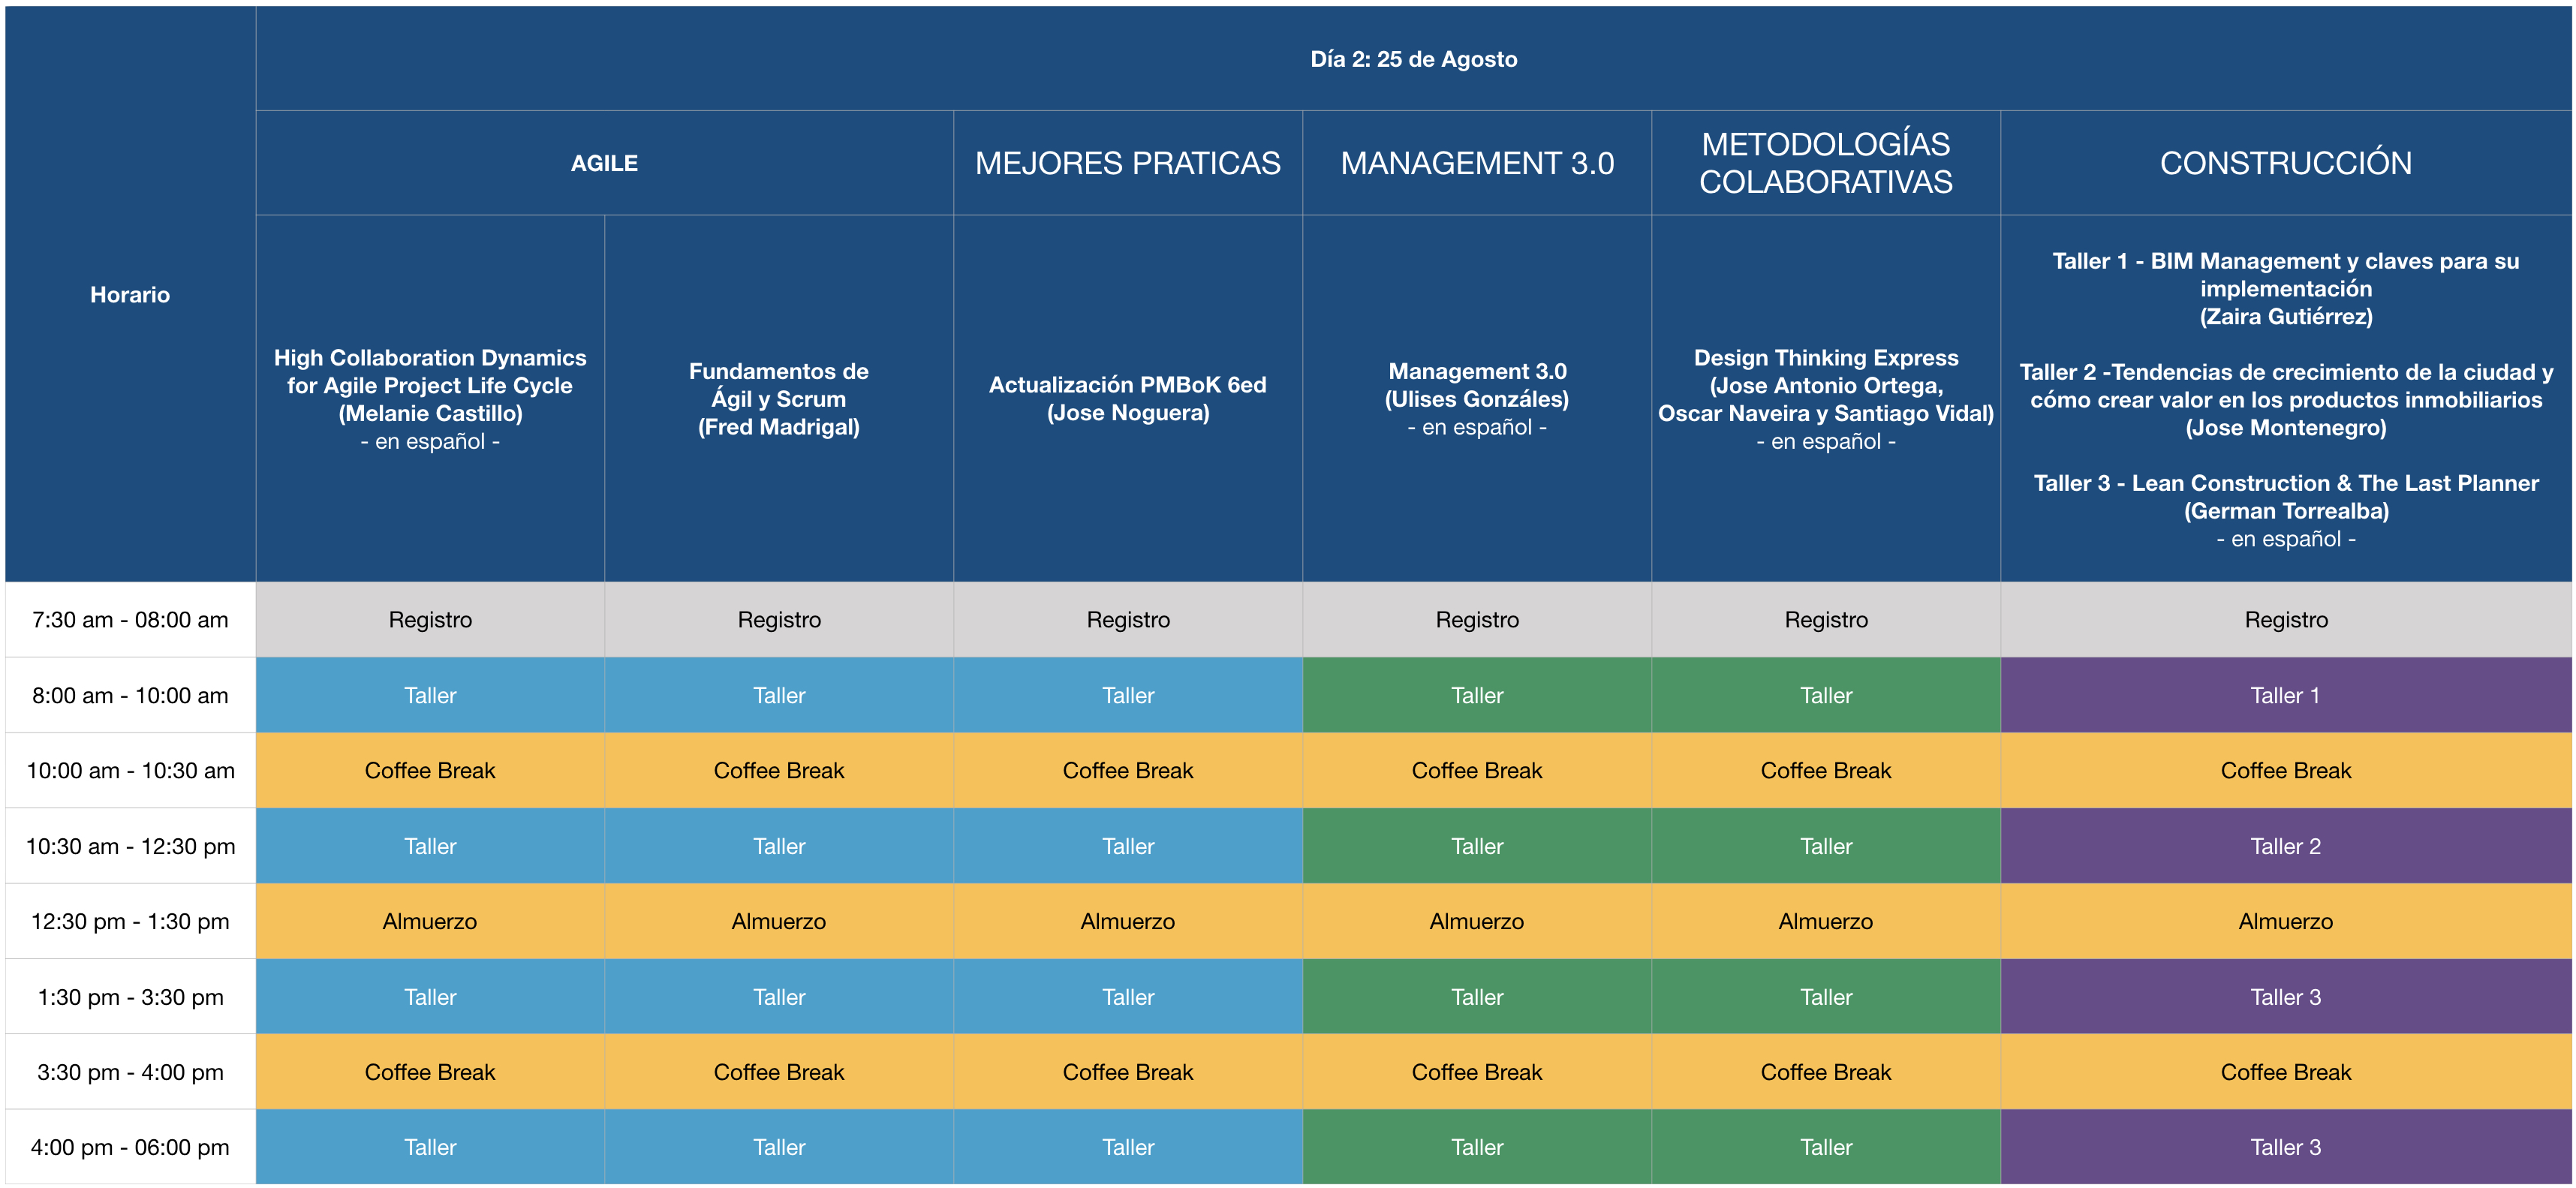 Día 2: 25 de Agosto
Horario
AGILE
MEJORES PRATICAS
MANAGEMENT 3.0
METODOLOGÍAS
COLABORATIVAS
CONSTRUCCIÓN
High Collaboration Dynamics
for Agile Project Life Cycle
(Melanie Castillo)
- en español -
Fundamentos de
Ágil y Scrum
(Fred Madrigal)
Actualización PMBoK 6ed
(Jose Noguera)
Management 3.0
(Ulises Gonzáles)
- en español -
Design Thinking Express
(Jose Antonio Ortega,
Oscar Naveira y Santiago Vidal)
- en español -
Taller 1 - BIM Management y claves para su
implementación
(Zaira Gutiérrez)
Taller 2 -Tendencias de crecimiento de la ciudad y
cómo crear valor en los productos inmobiliarios
(Jose Montenegro)
Taller 3 - Lean Construction & The Last Planner
(German Torrealba)
- en español -
7:30 am - 08:00 am Registro Registro Registro Registro Registro Registro
8:00 am - 10:00 am Taller Taller Taller Taller Taller Taller 1
10:00 am - 10:30 am Coffee Break Coffee Break Coffee Break Coffee Break Coffee Break Coffee Break
10:30 am - 12:30 pm Taller Taller Taller Taller Taller Taller 2
12:30 pm - 1:30 pm Almuerzo Almuerzo Almuerzo Almuerzo Almuerzo Almuerzo
1:30 pm - 3:30 pm Taller Taller Taller Taller Taller Taller 3
3:30 pm - 4:00 pm Coffee Break Coffee Break Coffee Break Coffee Break Coffee Break Coffee Break
4:00 pm - 06:00 pm Taller Taller Taller Taller Taller Taller 3